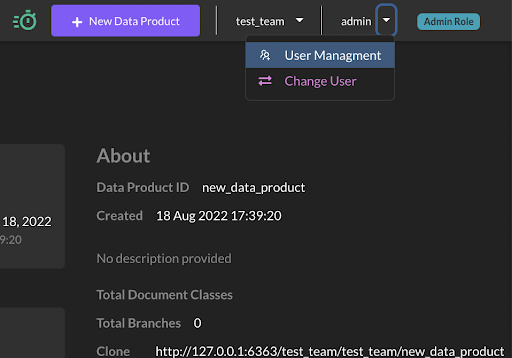 + New Data Product test_team admin Admin Role
User Managment
Change User
About
Data Product ID new_data_product
18, 2022
Created 18 Aug 2022 17:39:20
9:20
No description provided
Total Document Classes
Total Branches 0
Clone http://127.0.0.1:6363/test_team/test_team/new_data_product